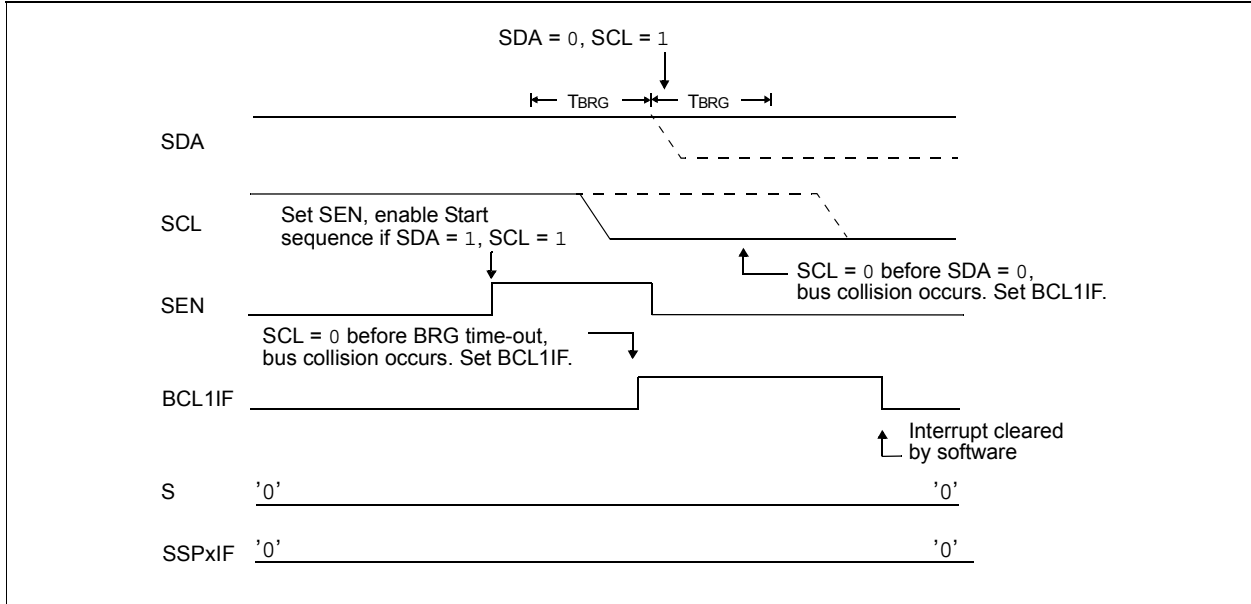 SDA = 0, SCL = 1
TBRG TBRG
SDA
SCL
Set SEN, enable Start
sequence if SDA = 1, SCL = 1
SCL = 0 before SDA = 0,
bus collision occurs. Set BCL1IF.
SEN
SCL = 0 before BRG time-out,
bus collision occurs. Set BCL1IF.
BCL1IF
Interrupt cleared
by software
S '0' '0'
SSPxIF '0' '0'